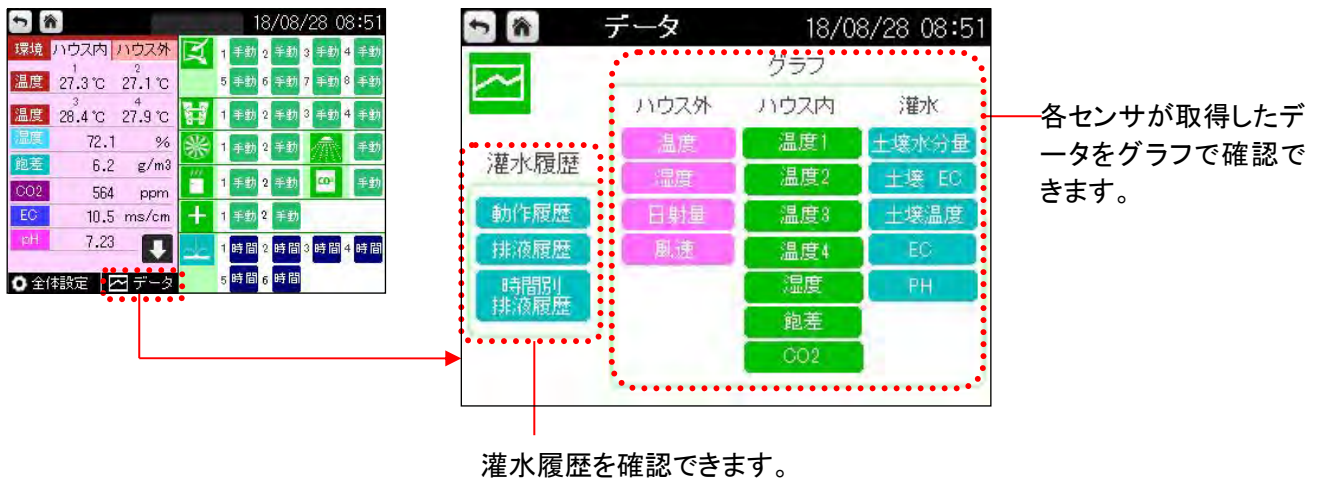 18/08/28 08:51
環境 ハウス内 ハウス外
1 2
温度 27.3℃ 27.1℃
3 4
温度 28.4℃ 27.9℃
湿度 72.1 %
飽差 6.2 g/m3
CO2 564 ppm
EC 10.5 ms/cm
pH 7.23
全体設定 データ
1 手動 2 手動 3 手動 4 手動
5 手動 6 手動 7 手動 8 手動
1 手動 2 手動 3 手動 4 手動
1 手動 2 手動 手動
1 手動 2 手動 CO² 手動
1 手動 2 手動
1 時間 2 時間 3 時間 4 時間
5 時間 6 時間
データ 18/08/28 08:51
灌水履歴
動作履歴
排液履歴
時間別
排液履歴
グラフ
ハウス外 ハウス内 灌水
温度 温度1 土壌水分量
湿度 温度2 土壌 EC
日射量 温度3 土壌温度
風速 温度4 EC
湿度 PH
飽差
CO2
各センサが取得したデ
ータをグラフで確認で
きます。
灌水履歴を確認できます。